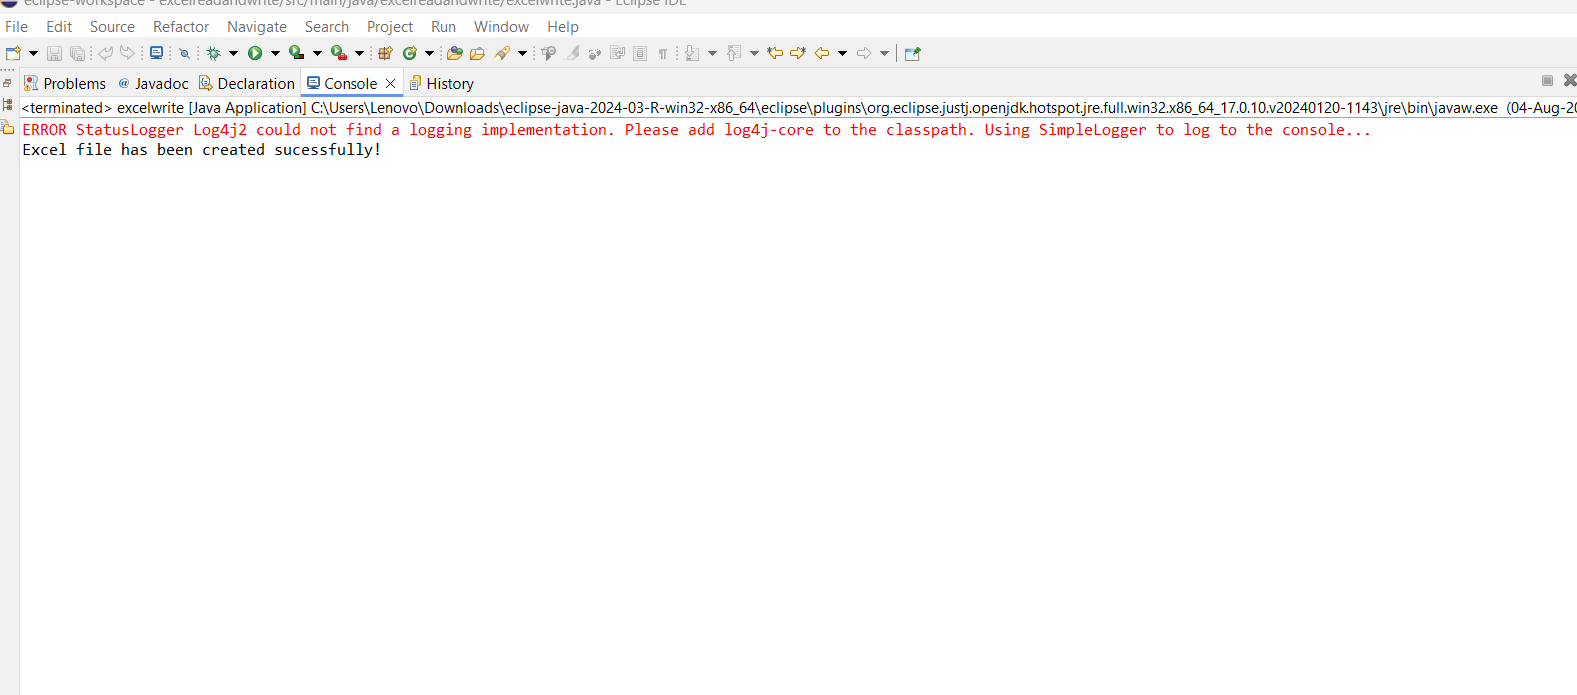 eclipse-workspace - excelreadandwrite/src/main/java/excelreadandwrite/excelwrite.java - Eclipse IDE
File Edit Source Refactor Navigate Search Project Run Window Help
Problems @ Javadoc Declaration Console History
<terminated> excelwrite [Java Application] C:\Users\Lenovo\Downloads\eclipse-java-2024-03-R-win32-x86_64\eclipse\plugins\org.eclipse.justj.openjdk.hotspot.jre.full.win32.x86_64_17.0.10.v20240120-1143\jre\bin\javaw.exe (04-Aug-20
ERROR StatusLogger Log4j2 could not find a logging implementation. Please add log4j-core to the classpath. Using SimpleLogger to log to the console...
Excel file has been created sucessfully!